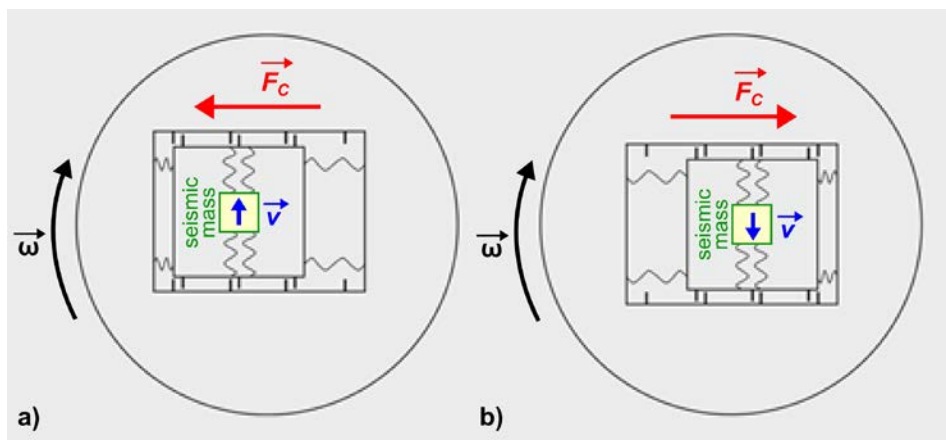 F_C
seismic
mass
v
ω
a)
F_C
seismic
mass
v
ω
b)